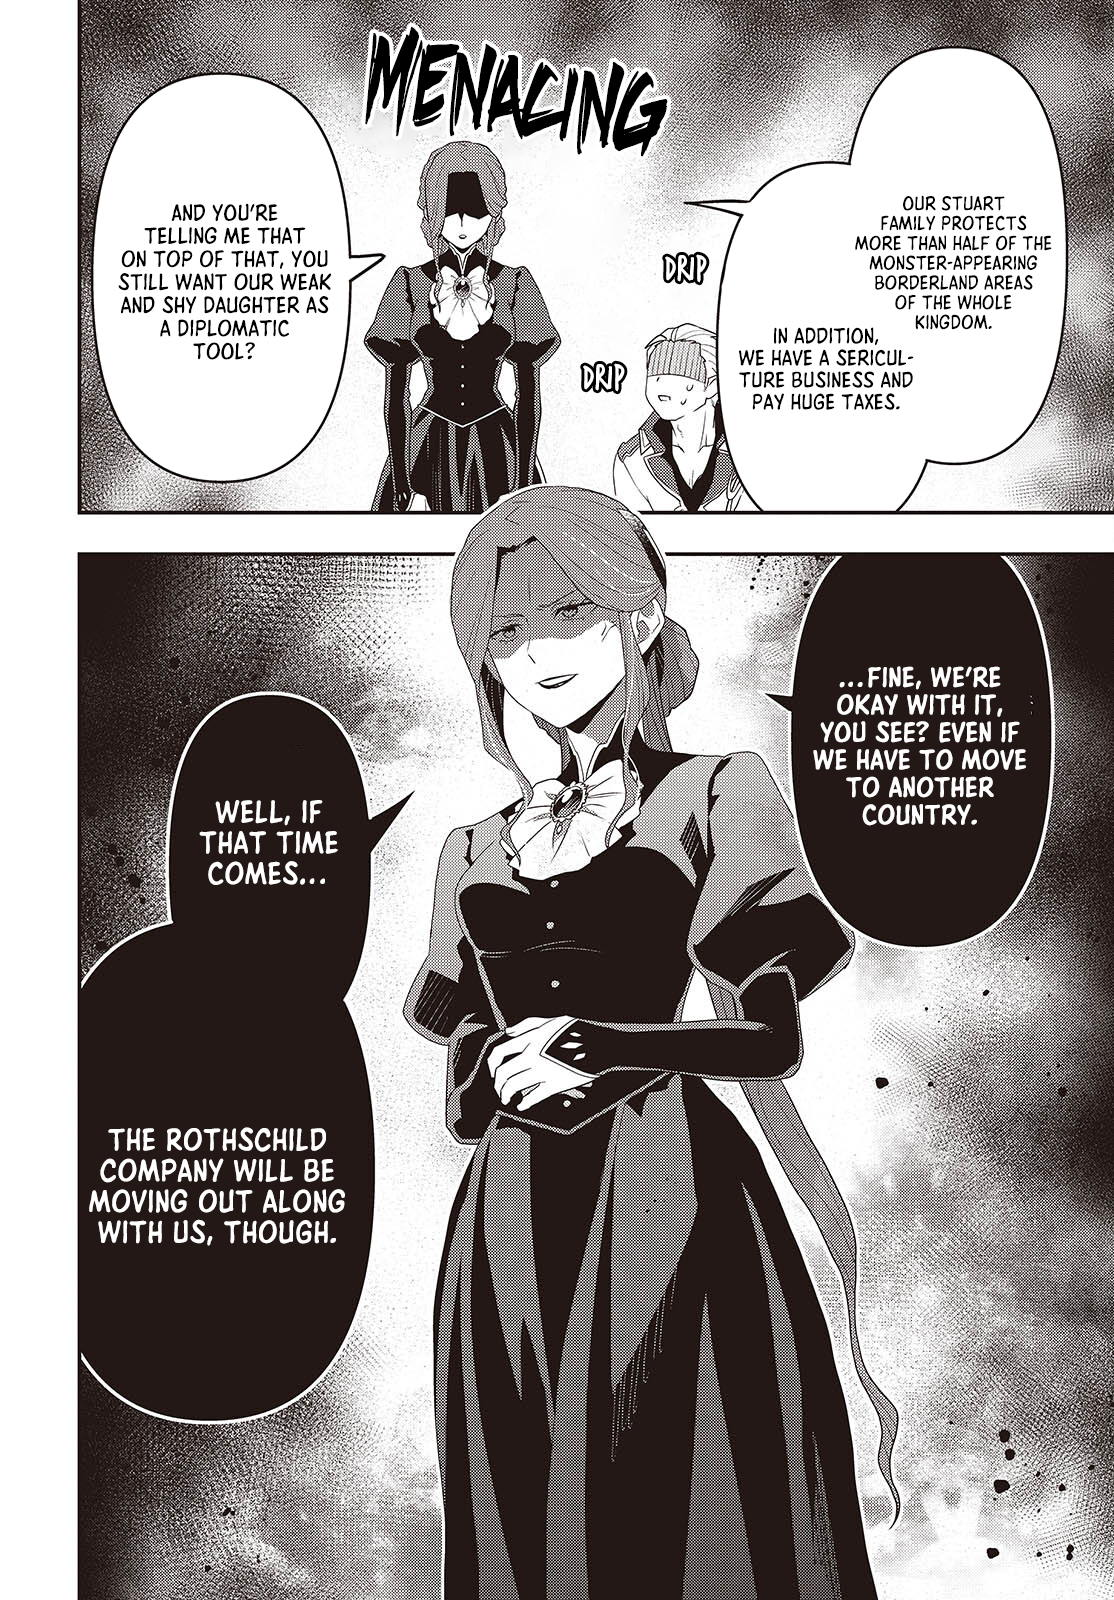 OUR STUART
FAMILY PROTECTS
MORE THAN HALF OF THE
MONSTER-APPEARING
BORDERLAND AREAS
OF THE WHOLE
KINGDOM.
IN ADDITION,
WE HAVE A SERICUL-
TURE BUSINESS AND
PAY HUGE TAXES.
DRIP
DRIP
MENACING
AND YOU'RE
TELLING ME THAT
ON TOP OF THAT, YOU
STILL WANT OUR WEAK
AND SHY DAUGHTER AS
A DIPLOMATIC
TOOL?
...FINE, WE'RE
OKAY WITH IT,
YOU SEE? EVEN IF
WE HAVE TO MOVE
TO ANOTHER
COUNTRY.
WELL, IF
THAT TIME
COMES...
THE ROTHSCHILD
COMPANY WILL BE
MOVING OUT ALONG
WITH US, THOUGH.